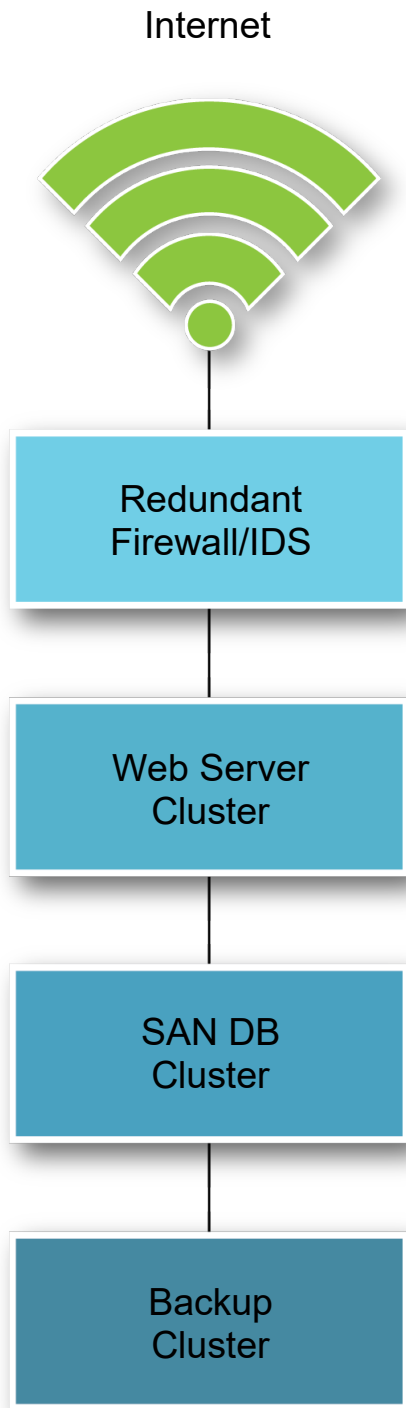 Internet
Redundant
Firewall/IDS
Web Server
Cluster
SAN DB
Cluster
Backup
Cluster